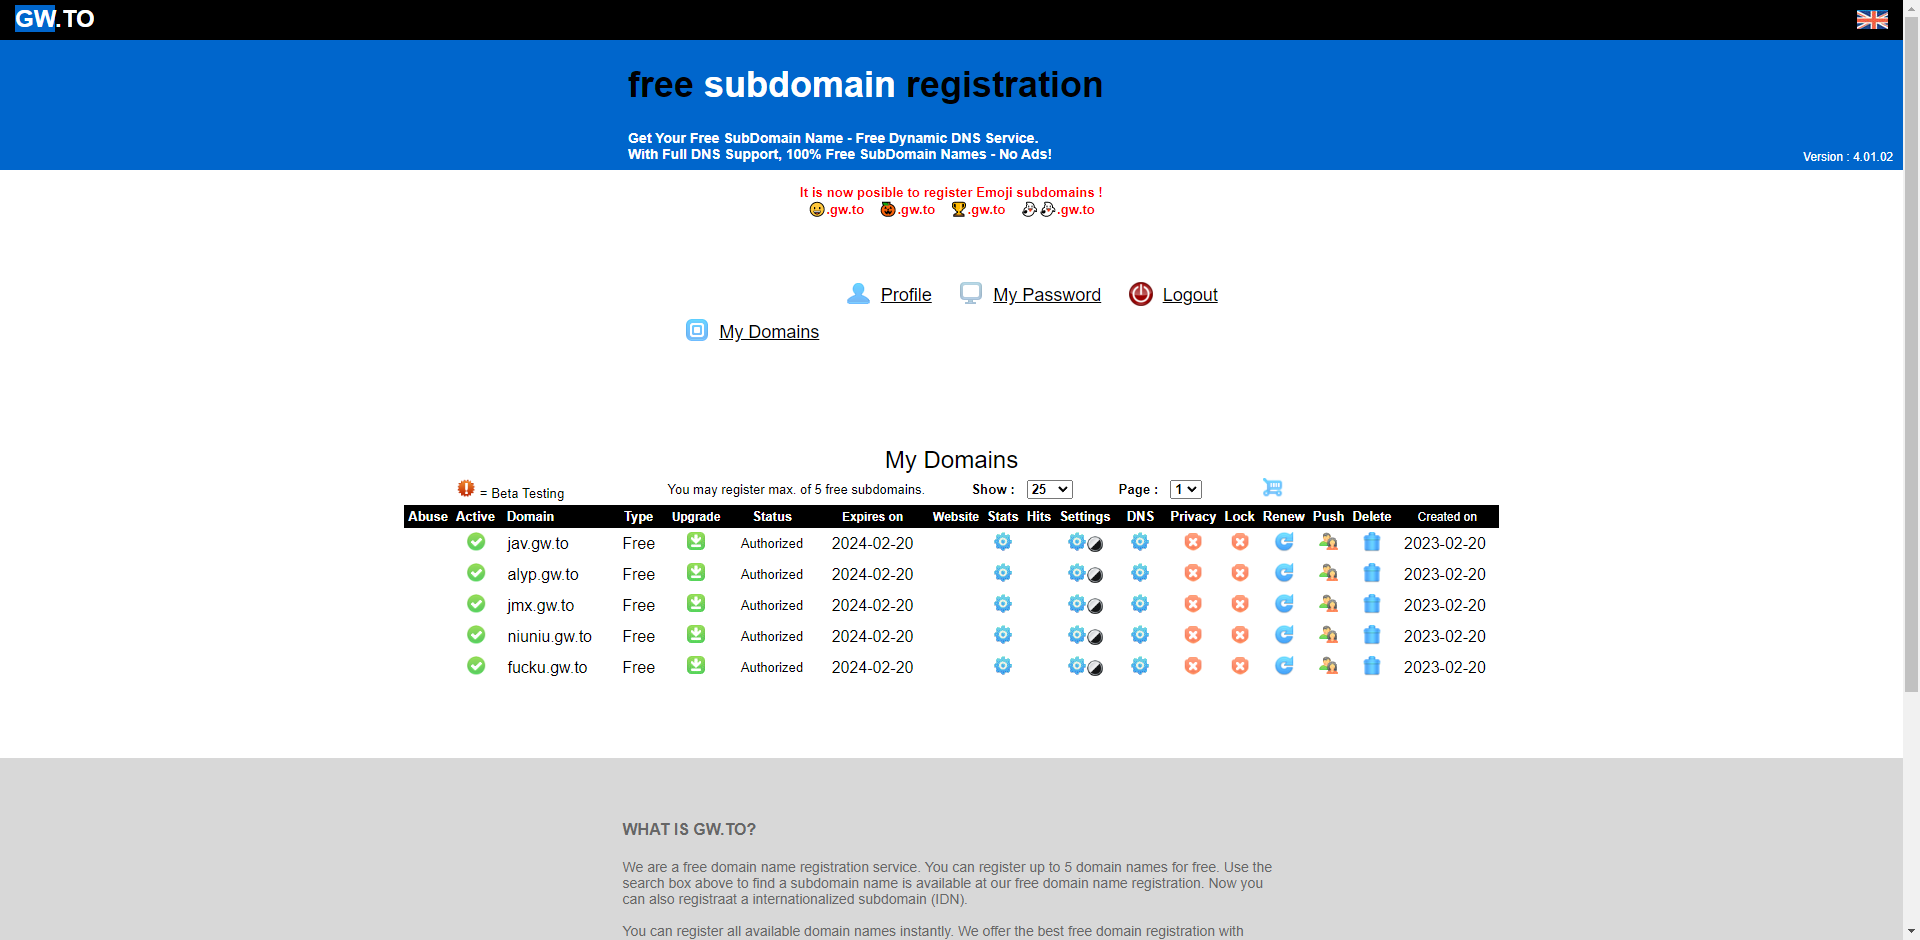 GW.TO
free subdomain registration
Get Your Free SubDomain Name - Free Dynamic DNS Service.
With Full DNS Support, 100% Free SubDomain Names - No Ads!
Version : 4.01.02
It is now posible to register Emoji subdomains !
😀.gw.to 🎃.gw.to 🏆.gw.to 👻👻.gw.to
Profile My Password Logout
My Domains
My Domains
= Beta Testing You may register max. of 5 free subdomains. Show : 25 Page : 1
Abuse Active Domain Type Upgrade Status Expires on Website Stats Hits Settings DNS Privacy Lock Renew Push Delete Created on
jav.gw.to Free Authorized 2024-02-20 2023-02-20
alyp.gw.to Free Authorized 2024-02-20 2023-02-20
jmx.gw.to Free Authorized 2024-02-20 2023-02-20
niuniu.gw.to Free Authorized 2024-02-20 2023-02-20
fucku.gw.to Free Authorized 2024-02-20 2023-02-20
WHAT IS GW.TO?
We are a free domain name registration service. You can register up to 5 domain names for free. Use the
search box above to find a subdomain name is available at our free domain name registration. Now you
can also registraat a internationalized subdomain (IDN).
You can register all available domain names instantly. We offer the best free domain registration with